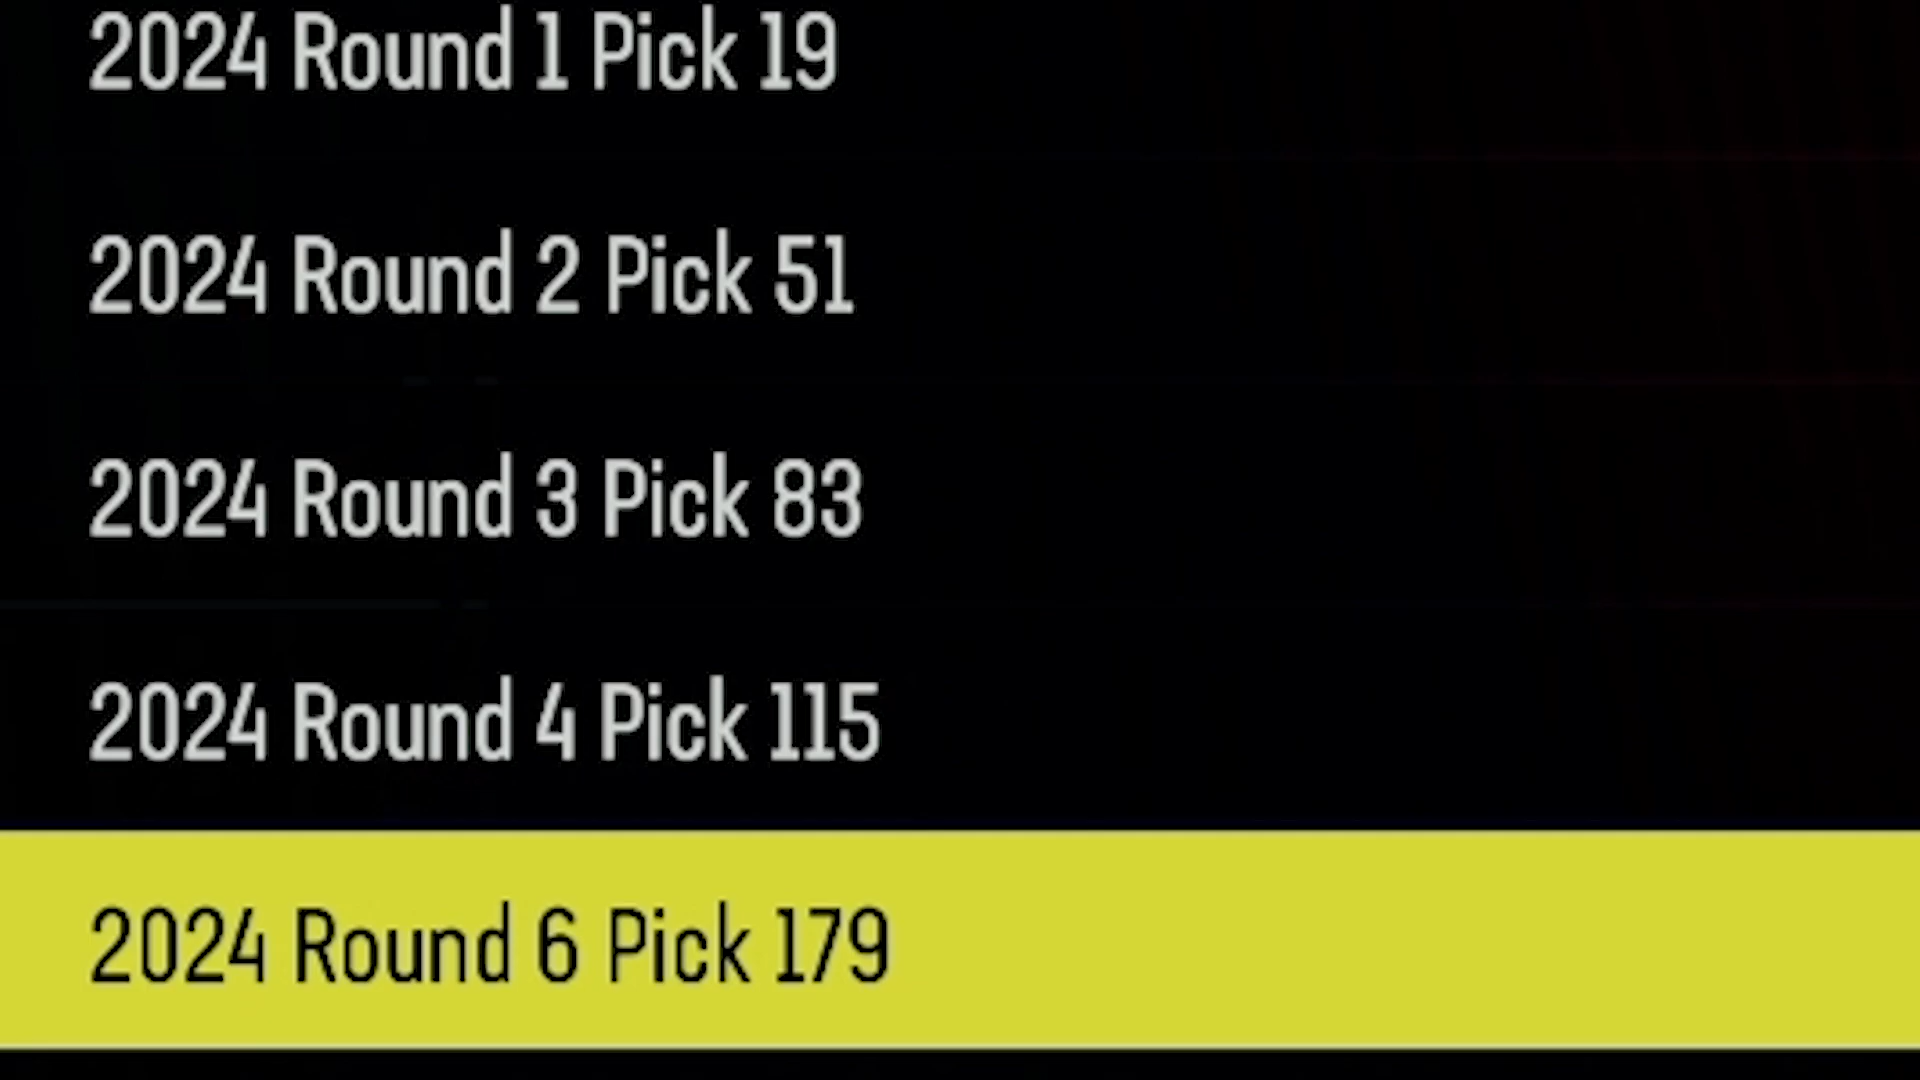 2024 Round 1 Pick 19
2024 Round 2 Pick 51
2024 Round 3 Pick 83
2024 Round 4 Pick 115
2024 Round 6 Pick 179